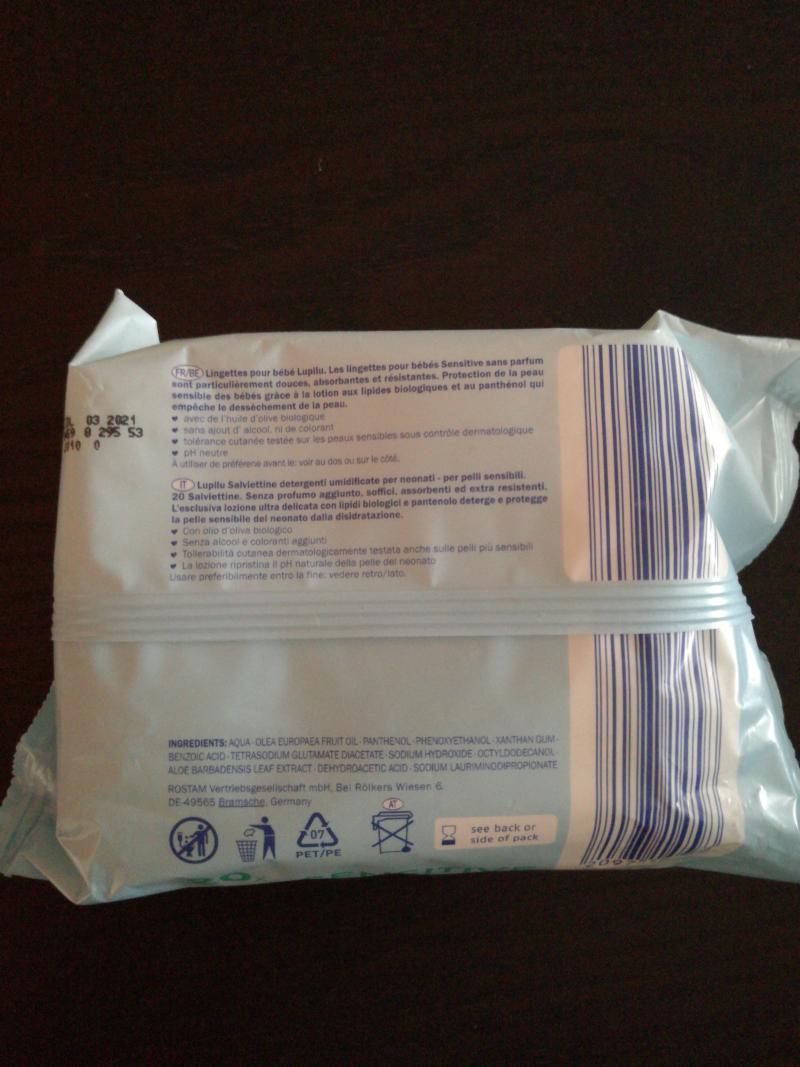 03 2021
8 295 53
0
FR/BE Lingettes pour bébé Lupilu. Les lingettes pour bébés Sensitive sans parfum
sont particulièrement douces, absorbantes et résistantes. Protection de la peau
sensible des bébés grâce à la lotion aux lipides biologiques et au panthénol qui
empêche le dessèchement de la peau.
avec de l'huile d'olive biologique
sans ajout d' alcool, ni de colorant
tolérance cutanée testée sur les peaux sensibles sous contrôle dermatologique
pH neutre
À utiliser de préférene avant le: voir au dos ou sur le côté.
IT Lupilu Salviettine detergenti umidificate per neonati - per pelli sensibili.
20 Salviettine. Senza profumo aggiunto, soffici, assorbenti ed extra resistenti.
L'esclusiva lozione ultra delicata con lipidi biologici e pantenolo deterge e protegge
la pelle sensibile del neonato dalla disidratazione.
Con olio d'oliva biologico
Senza alcool e coloranti aggiunti
Tollerabilità cutanea dermatologicamente testata anche sulle pelli più sensibili
La lozione ripristina il pH naturale della pelle del neonato
Usare preferibilmente entro la fine: vedere retro/lato.
INGREDIENTS: AQUA · OLEA EUROPAEA FRUIT OIL · PANTHENOL · PHENOXYETHANOL · XANTHAN GUM ·
BENZOIC ACID · TETRASODIUM GLUTAMATE DIACETATE · SODIUM HYDROXIDE · OCTYLDODECANOL ·
ALOE BARBADENSIS LEAF EXTRACT · DEHYDROACETIC ACID · SODIUM LAURIMINODIPROPIONATE
ROSTAM Vertriebsgesellschaft mbH, Bei Rölkers Wiesen 6,
DE-49565 Bramsche, Germany
AT
07
PET/PE
see back or
side of pack
SENSITIVE